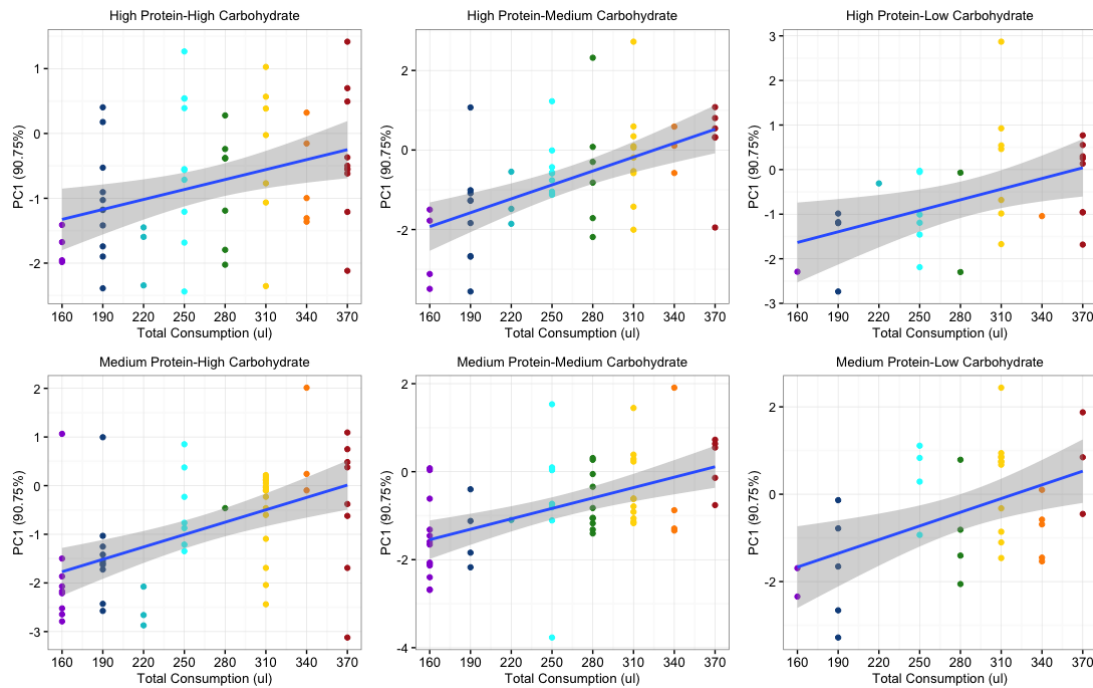 High Protein-High Carbohydrate
High Protein-Medium Carbohydrate
High Protein-Low Carbohydrate
PC1 (90.75%)
1
0
-1
-2
160 190 220 250 280 310 340 370
Total Consumption (ul)
PC1 (90.75%)
2
0
-2
160 190 220 250 280 310 340 370
Total Consumption (ul)
PC1 (90.75%)
3
2
1
0
-1
-2
-3
160 190 220 250 280 310 340 370
Total Consumption (ul)
Medium Protein-High Carbohydrate
Medium Protein-Medium Carbohydrate
Medium Protein-Low Carbohydrate
PC1 (90.75%)
2
1
0
-1
-2
-3
160 190 220 250 280 310 340 370
Total Consumption (ul)
PC1 (90.75%)
2
0
-2
-4
160 190 220 250 280 310 340 370
Total Consumption (ul)
PC1 (90.75%)
2
0
-2
160 190 220 250 280 310 340 370
Total Consumption (ul)